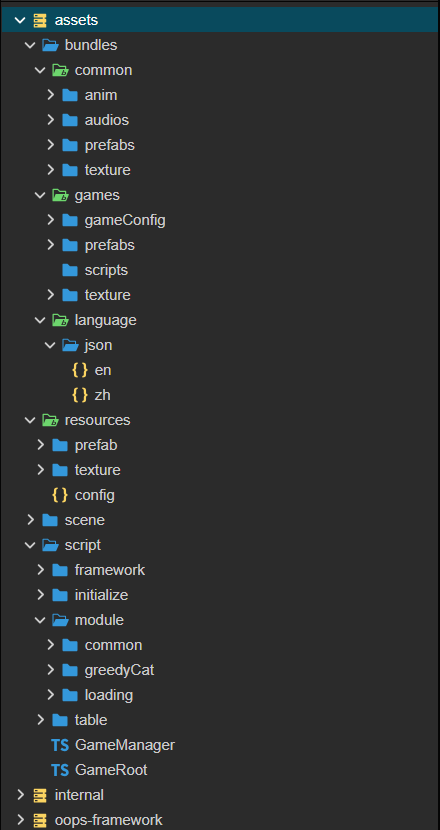 assets
bundles
common
anim
audios
prefabs
texture
games
gameConfig
prefabs
scripts
texture
language
json
{} en
{} zh
resources
prefab
texture
{} config
scene
script
framework
initialize
module
common
greedyCat
loading
table
TS GameManager
TS GameRoot
internal
oops-framework